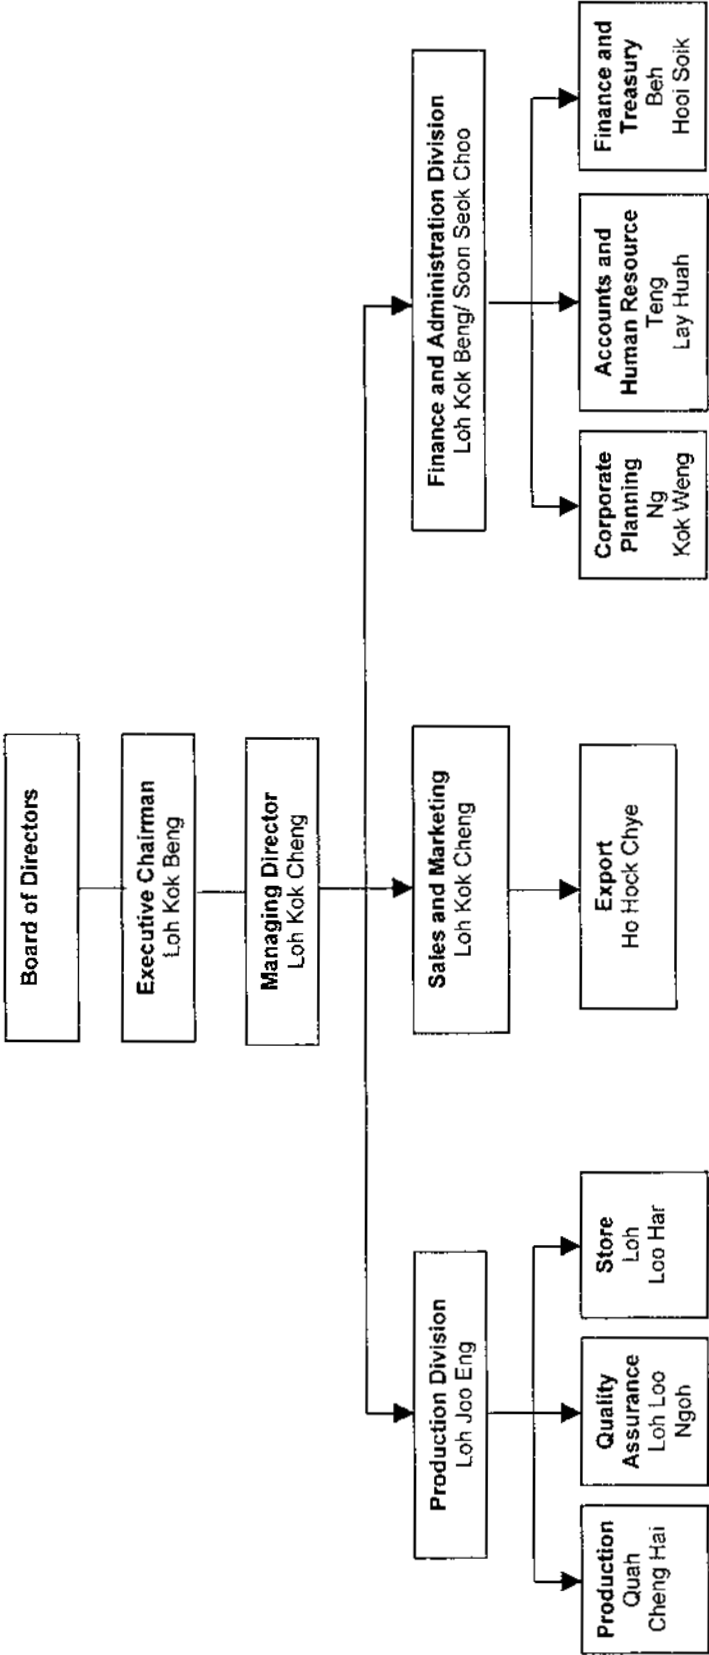 Board of Directors
Executive Chairman
Loh Kok Beng
Managing Director
Loh Kok Cheng
Production Division
Loh Joo Eng
Sales and Marketing
Loh Kok Cheng
Finance and Administration Division
Loh Kok Beng/ Soon Seok Choo
Production
Quah
Cheng Hai
Quality
Assurance
Loh Loo
Ngoh
Store
Loh
Loo Har
Export
Ho Hock Chye
Corporate
Planning
Ng
Kok Weng
Accounts and
Human Resource
Teng
Lay Huah
Finance and
Treasury
Beh
Hooi Soik